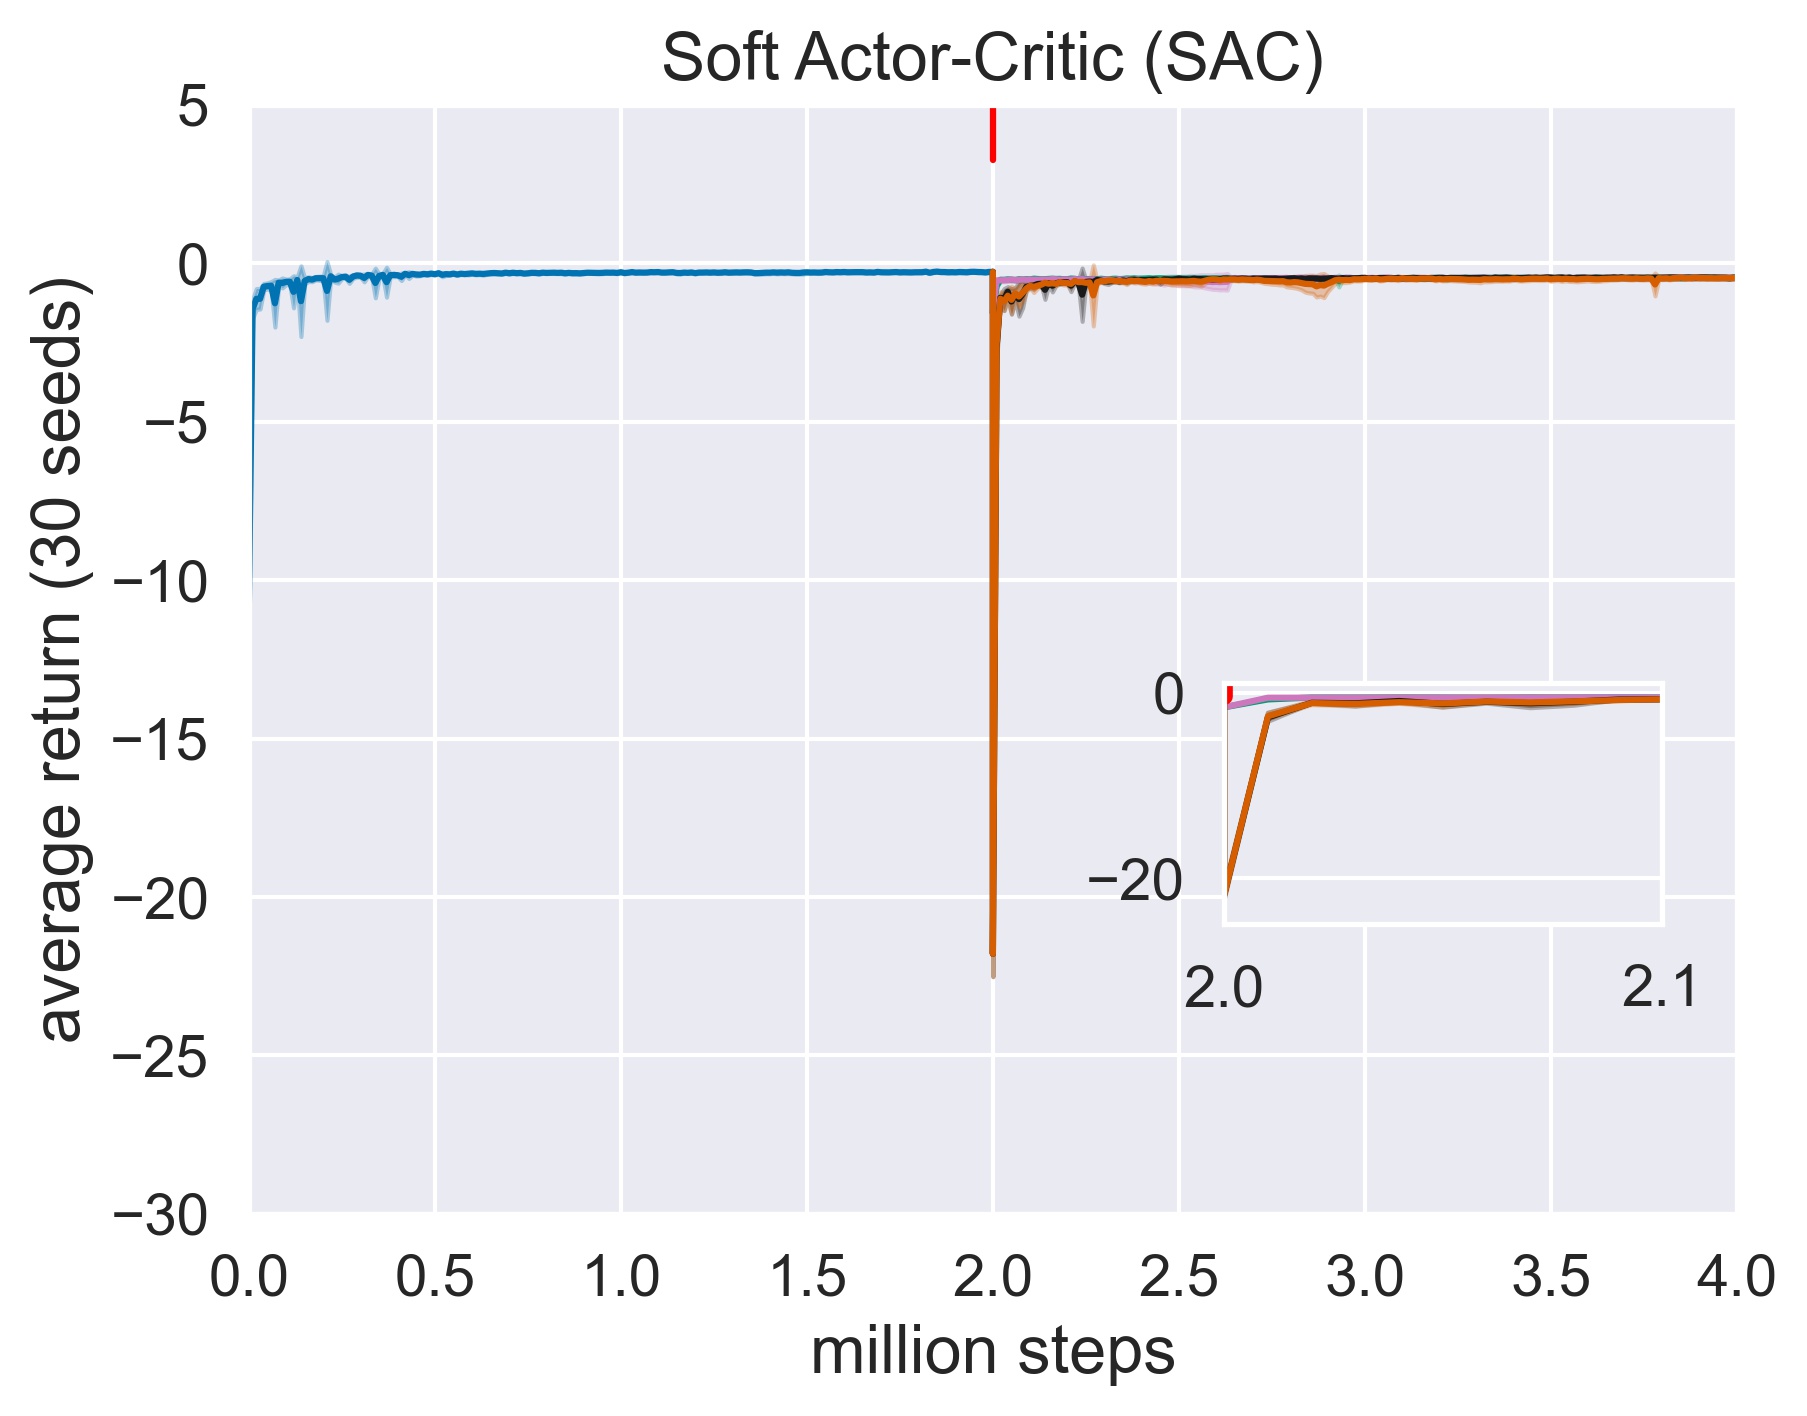 Soft Actor-Critic (SAC)
5
0
−5
−10
−15
−20
−25
−30
average return (30 seeds)
0
−20
2.0 2.1
0.0 0.5 1.0 1.5 2.0 2.5 3.0 3.5 4.0
million steps